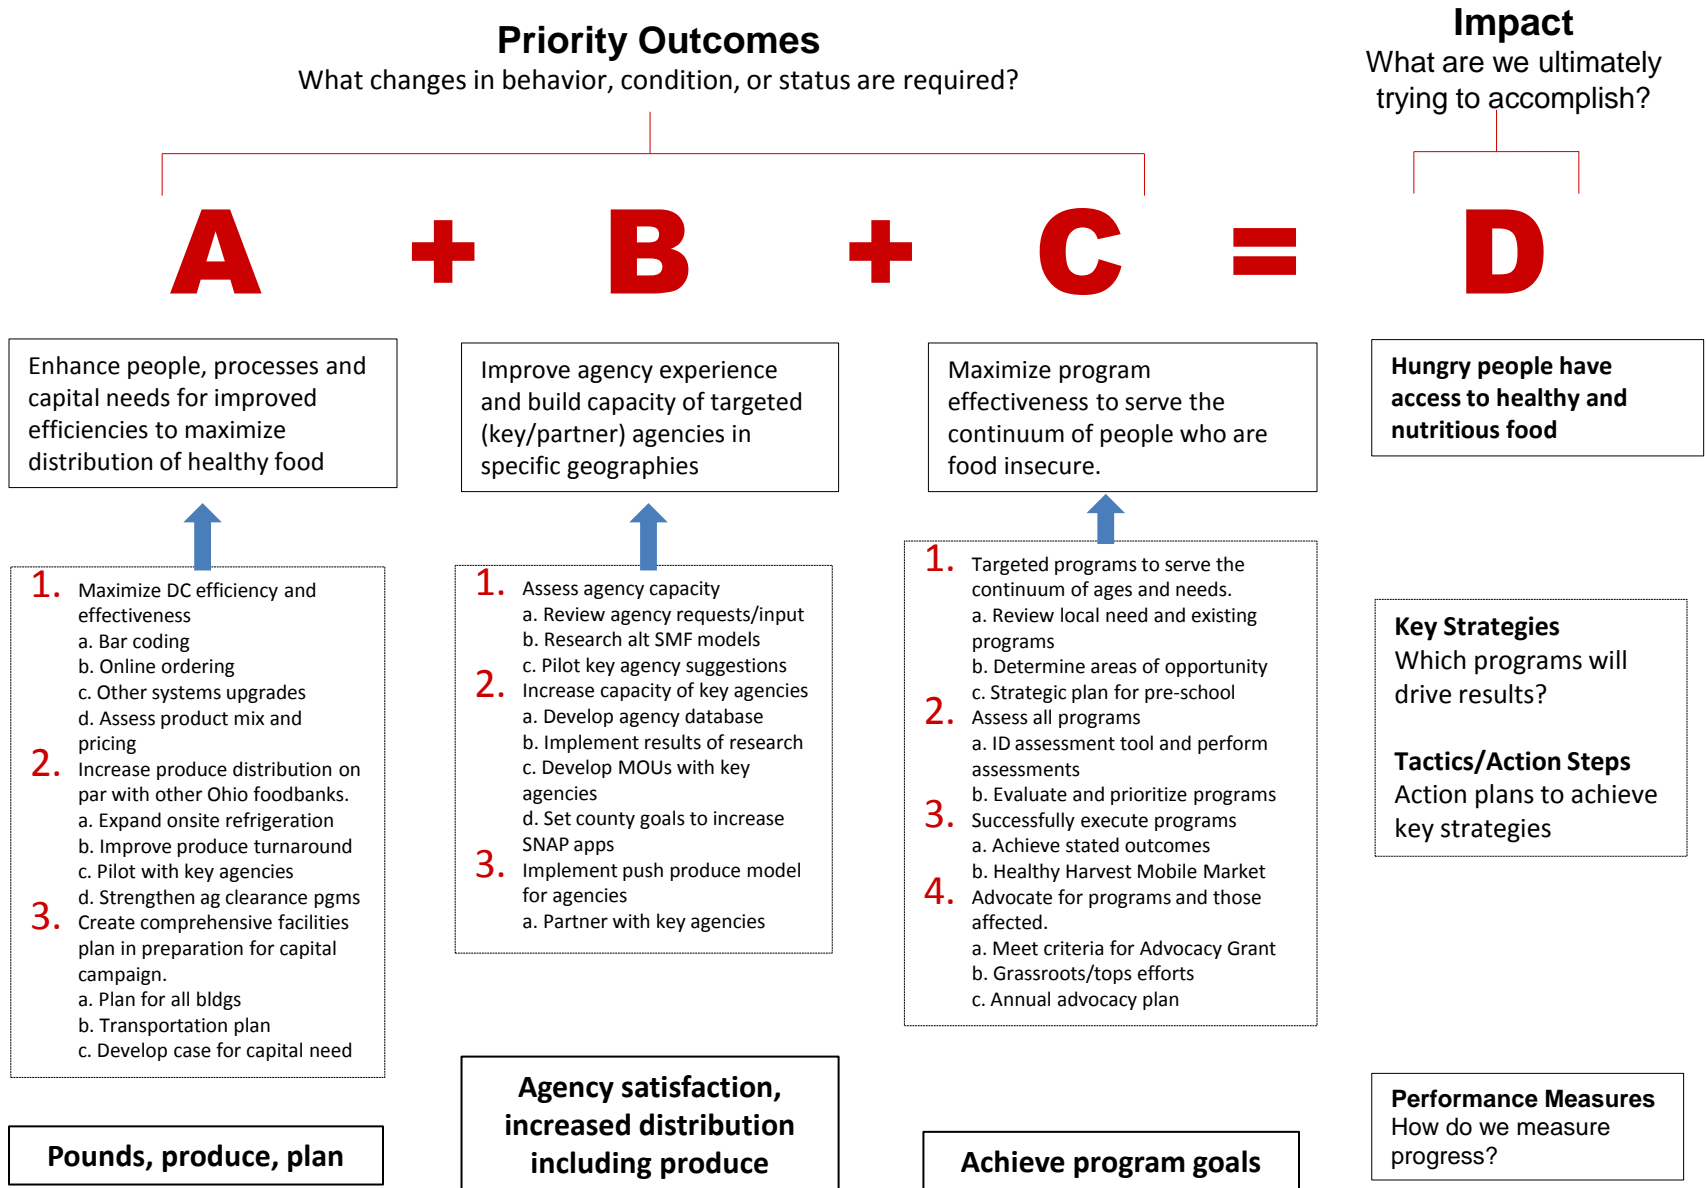 Priority Outcomes
What changes in behavior, condition, or status are required?
Impact
What are we ultimately
trying to accomplish?
A + B + C = D
Enhance people, processes and
capital needs for improved
efficiencies to maximize
distribution of healthy food
Improve agency experience
and build capacity of targeted
(key/partner) agencies in
specific geographies
Maximize program
effectiveness to serve the
continuum of people who are
food insecure.
Hungry people have
access to healthy and
nutritious food
1. Maximize DC efficiency and
effectiveness
a. Bar coding
b. Online ordering
c. Other systems upgrades
d. Assess product mix and
pricing
2. Increase produce distribution on
par with other Ohio foodbanks.
a. Expand onsite refrigeration
b. Improve produce turnaround
c. Pilot with key agencies
d. Strengthen ag clearance pgms
3. Create comprehensive facilities
plan in preparation for capital
campaign.
a. Plan for all bldgs
b. Transportation plan
c. Develop case for capital need
1. Assess agency capacity
a. Review agency requests/input
b. Research alt SMF models
c. Pilot key agency suggestions
2. Increase capacity of key agencies
a. Develop agency database
b. Implement results of research
c. Develop MOUs with key
agencies
d. Set county goals to increase
SNAP apps
3. Implement push produce model
for agencies
a. Partner with key agencies
1. Targeted programs to serve the
continuum of ages and needs.
a. Review local need and existing
programs
b. Determine areas of opportunity
c. Strategic plan for pre-school
2. Assess all programs
a. ID assessment tool and perform
assessments
b. Evaluate and prioritize programs
3. Successfully execute programs
a. Achieve stated outcomes
b. Healthy Harvest Mobile Market
4. Advocate for programs and those
affected.
a. Meet criteria for Advocacy Grant
b. Grassroots/tops efforts
c. Annual advocacy plan
Key Strategies
Which programs will
drive results?
Tactics/Action Steps
Action plans to achieve
key strategies
Pounds, produce, plan
Agency satisfaction,
increased distribution
including produce
Achieve program goals
Performance Measures
How do we measure
progress?